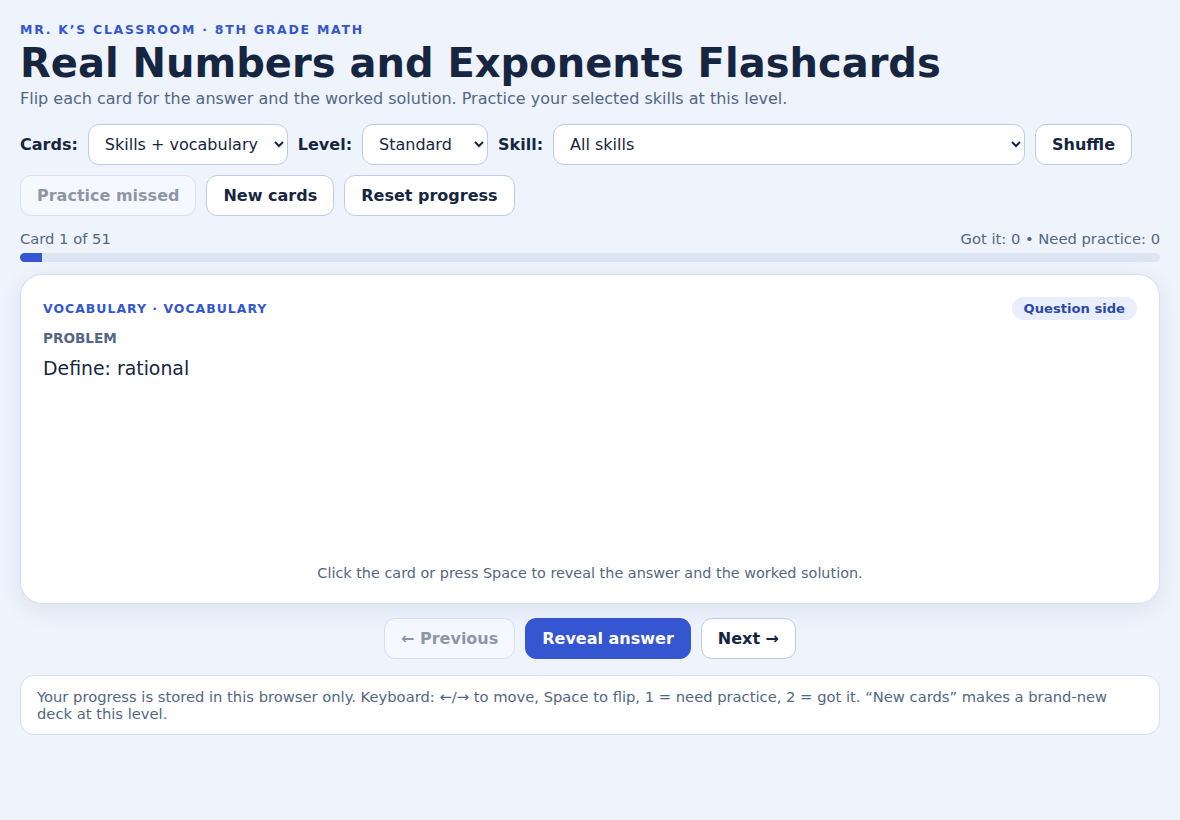 MR. K’S CLASSROOM · 8TH GRADE MATH
Real Numbers and Exponents Flashcards
Flip each card for the answer and the worked solution. Practice your selected skills at this level.
Cards: Skills + vocabulary Level: Standard Skill: All skills Shuffle
Practice missed New cards Reset progress
Card 1 of 51 Got it: 0 • Need practice: 0
VOCABULARY · VOCABULARY Question side
PROBLEM
Define: rational
Click the card or press Space to reveal the answer and the worked solution.
← Previous Reveal answer Next →
Your progress is stored in this browser only. Keyboard: ←/→ to move, Space to flip, 1 = need practice, 2 = got it. “New cards” makes a brand-new
deck at this level.